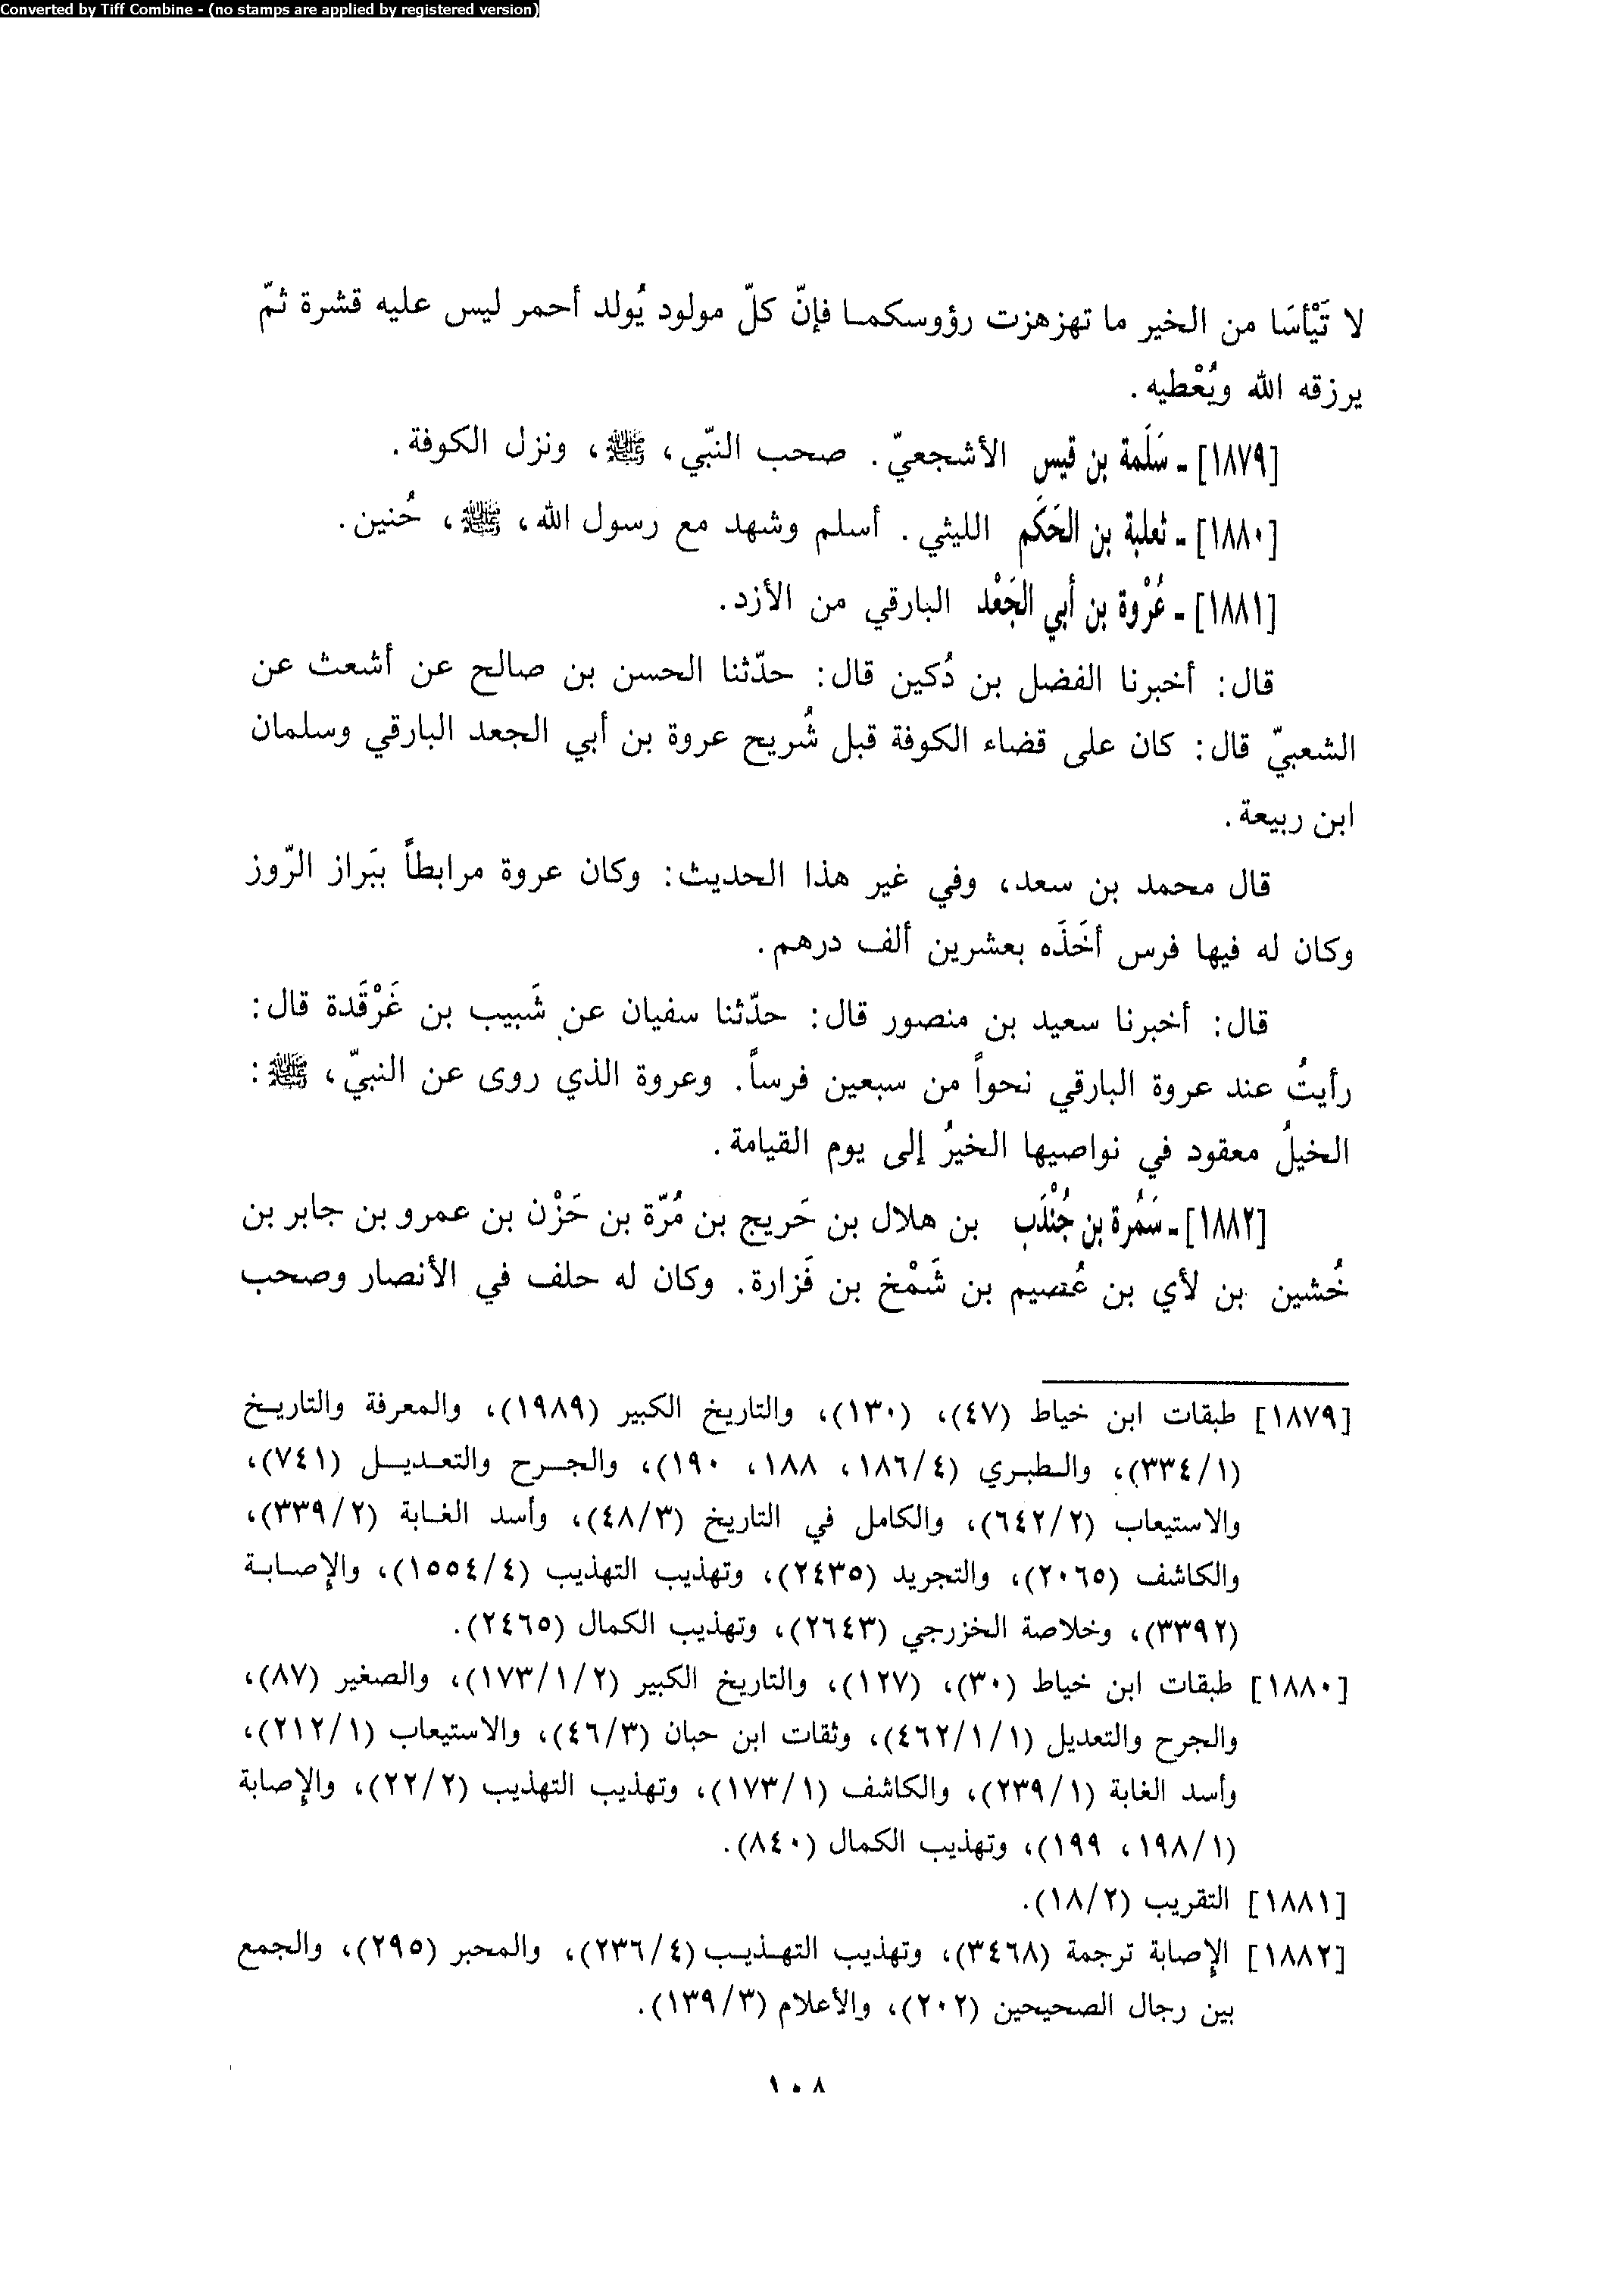 Converted by Tiff Combine - (no stamps are applied by registered version)
لا تَيْأسَا من الخير ما تهزهزت رؤوسكمـا فإنّ كلّ مولود يُولد أحمر ليس عليه قشرة ثمّ
يرزقه الله ويُعْطيه.
[١٨٧٩] ـ سَلَمة بن قيس الأشجعيّ. صحب النبّي، ﷺ، ونزل الكوفة.
[١٨٨٠] ـ ثعلبة بن الحَكَم الليثي. أسلم وشهد مع رسول الله، ﷺ، حُنين.
[١٨٨١] ـ عُرْوة بن أبي الجَعْد البارقي من الأزد.
قال: أخبرنا الفضل بن دُكين قال: حدّثنا الحسن بن صالح عن أشعث عن
الشعبيّ قال: كان على قضاء الكوفة قبل شُريح عروة بن أبي الجعد البارقي وسلمان
ابن ربيعة.
قال محمد بن سعد، وفي غير هذا الحديث: وكان عروة مرابطاً ببَراز الرّوز
وكان له فيها فرس أخَذَه بعشرين ألف درهم.
قال: أخبرنا سعيد بن منصور قال: حدّثنا سفيان عن شَبيب بن غَرْقَدة قال:
رأيتُ عند عروة البارقي نحواً من سبعين فرساً. وعروة الذي روى عن النبيّ، ﷺ:
الخيلُ معقود في نواصيها الخيرُ إلى يوم القيامة.
[١٨٨٢] ـ سَمُرة بن جُنْدَب بن هلال بن حَريج بن مُرّة بن حَزْن بن عمرو بن جابر بن
خُشين بن لأي بن عُصيم بن شَمْخ بن فَزارة. وكان له حلف في الأنصار وصحب
[١٨٧٩] طبقات ابن خياط (٤٧)، (١٣٠)، والتاريخ الكبير (١٩٨٩)، والمعرفة والتاريـخ
(٣٣٤/١)، والـطبـري (١٨٦/٤، ١٨٨، ١٩٠)، والجـرح والتعـديـل (٧٤١)،
والاستيعاب (٦٤٢/٢)، والكامل في التاريخ (٤٨/٣)، وأسد الغـابة (٣٣٩/٢)،
والكاشف (٢٠٦٥)، والتجريد (٢٤٣٥)، وتهذيب التهذيب (١٥٥٤/٤)، والإصـابـة
(٣٣٩٢)، وخلاصة الخزرجي (٢٦٤٣)، وتهذيب الكمال (٢٤٦٥).
[١٨٨٠] طبقات ابن خياط (٣٠)، (١٢٧)، والتاريخ الكبير (١٧٣/١/٢)، والصغير (٨٧)،
والجرح والتعديل (٤٦٢/١/١)، وثقات ابن حبان (٤٦/٣)، والاستيعاب (٢١٢/١)،
وأسد الغابة (٢٣٩/١)، والكاشف (١٧٣/١)، وتهذيب التهذيب (٢٢/٢)، والإصابة
(١٩٨/١، ١٩٩)، وتهذيب الكمال (٨٤٠).
[١٨٨١] التقريب (١٨/٢).
[١٨٨٢] الإصابة ترجمة (٣٤٦٨)، وتهذيب التهـذيـب (٢٣٦/٤)، والمحبر (٢٩٥)، والجمع
بين رجال الصحيحين (٢٠٢)، والأعلام (١٣٩/٣).
١٠٨